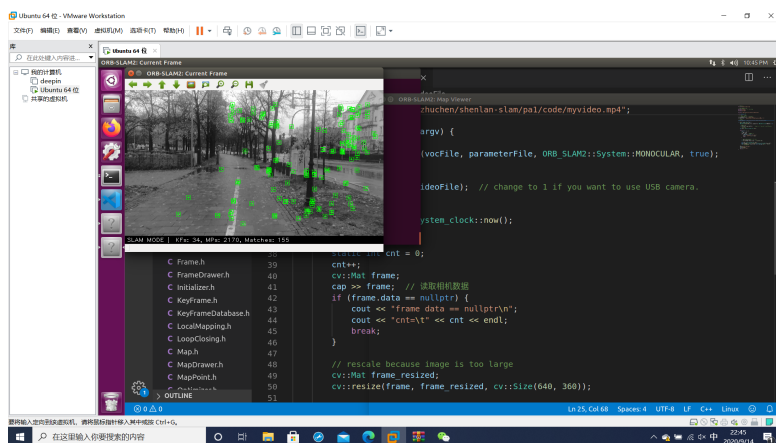 Ubuntu 64 位 - VMware Workstation
文件(F) 编辑(E) 查看(V) 虚拟机(M) 选项卡(T) 帮助(H)
库
在此处键入内容进...
我的计算机
deepin
Ubuntu 64 位
共享的虚拟机
Ubuntu 64 位
ORB-SLAM2: Current Frame
10:45 PM
ORB-SLAM2: Current Frame
ORB-SLAM2: Map Viewer
zhuchen/shenlan-slam/pa1/code/myvideo.mp4";
argv) {
(vocFile, parameterFile, ORB_SLAM2::System::MONOCULAR, true);
ideoFile); // change to 1 if you want to use USB camera.
ystem_clock::now();
SLAM MODE | KFs: 34, MPs: 2170, Matches: 155
38 static int cnt = 0;
C Frame.h 39 cnt++;
C FrameDrawer.h 40 cv::Mat frame;
C Initializer.h 41 cap >> frame; // 读取相机数据
C KeyFrame.h 42 if (frame.data == nullptr) {
C KeyFrameDatabase.h 43 cout << "frame data == nullptr\n";
C LocalMapping.h 44 cout << "cnt=\t" << cnt << endl;
C LoopClosing.h 45 break;
C Map.h 46 }
47
C MapDrawer.h 48 // rescale because image is too large
C MapPoint.h 49 cv::Mat frame_resized;
50 cv::resize(frame, frame_resized, cv::Size(640, 360));
OUTLINE 51
0 0 Ln 25, Col 68 Spaces: 4 UTF-8 LF C++ Linux
要将输入定向到该虚拟机，请将鼠标指针移入其中或按 Ctrl+G。
在这里输入你要搜索的内容
中
22:45
2020/9/14